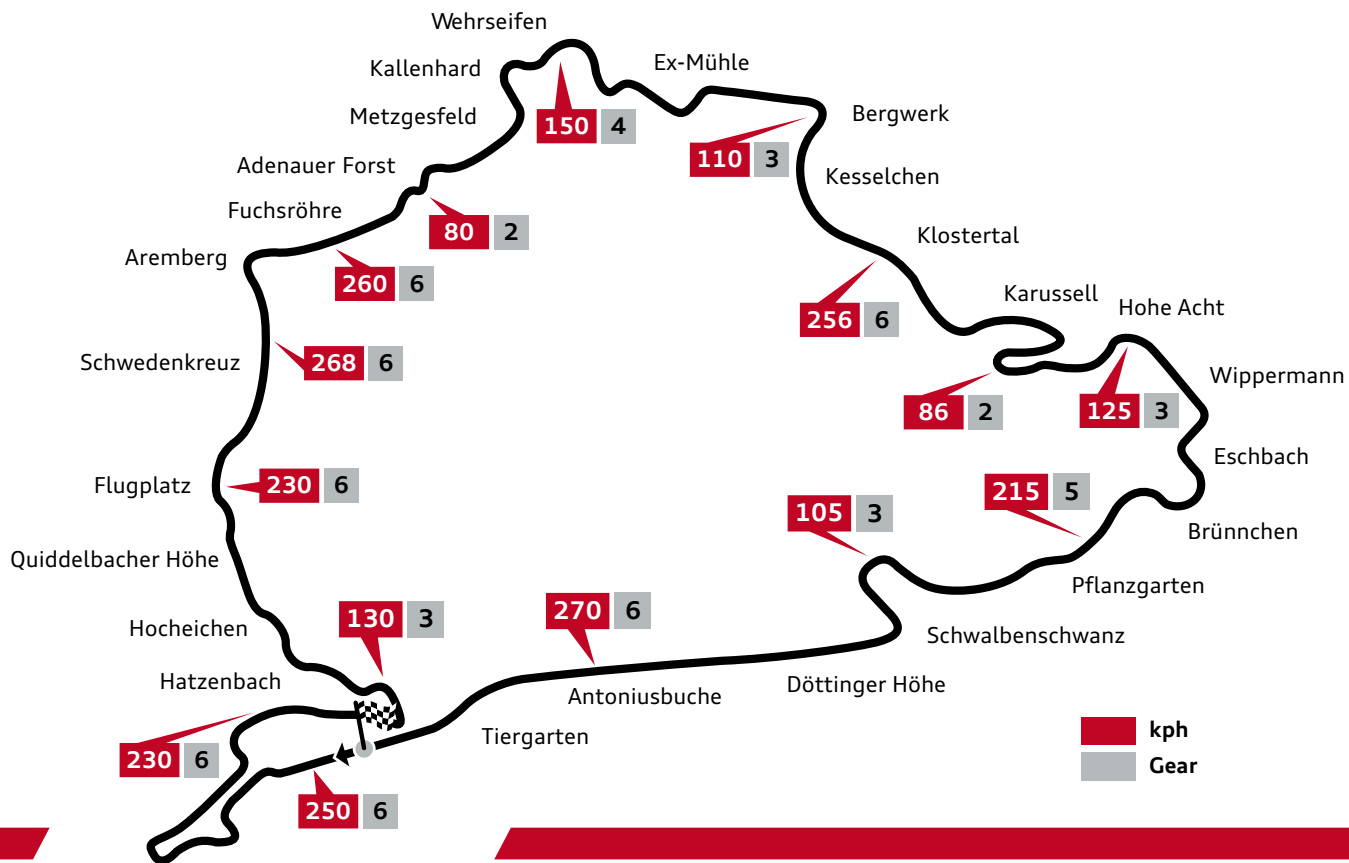 Wehrseifen
Kallenhard
Ex-Mühle
Metzgesfeld
150 4
Bergwerk
110 3
Adenauer Forst
Kesselchen
Fuchsröhre
80 2
Klostertal
Aremberg
260 6
Karussell
Hohe Acht
256 6
Schwedenkreuz
268 6
Wippermann
86 2
125 3
Eschbach
Flugplatz
230 6
215 5
105 3
Brünnchen
Quiddelbacher Höhe
Pflanzgarten
270 6
130 3
Hocheichen
Schwalbenschwanz
Hatzenbach
Antoniusbuche
Döttinger Höhe
Tiergarten
kph
230 6
Gear
250 6